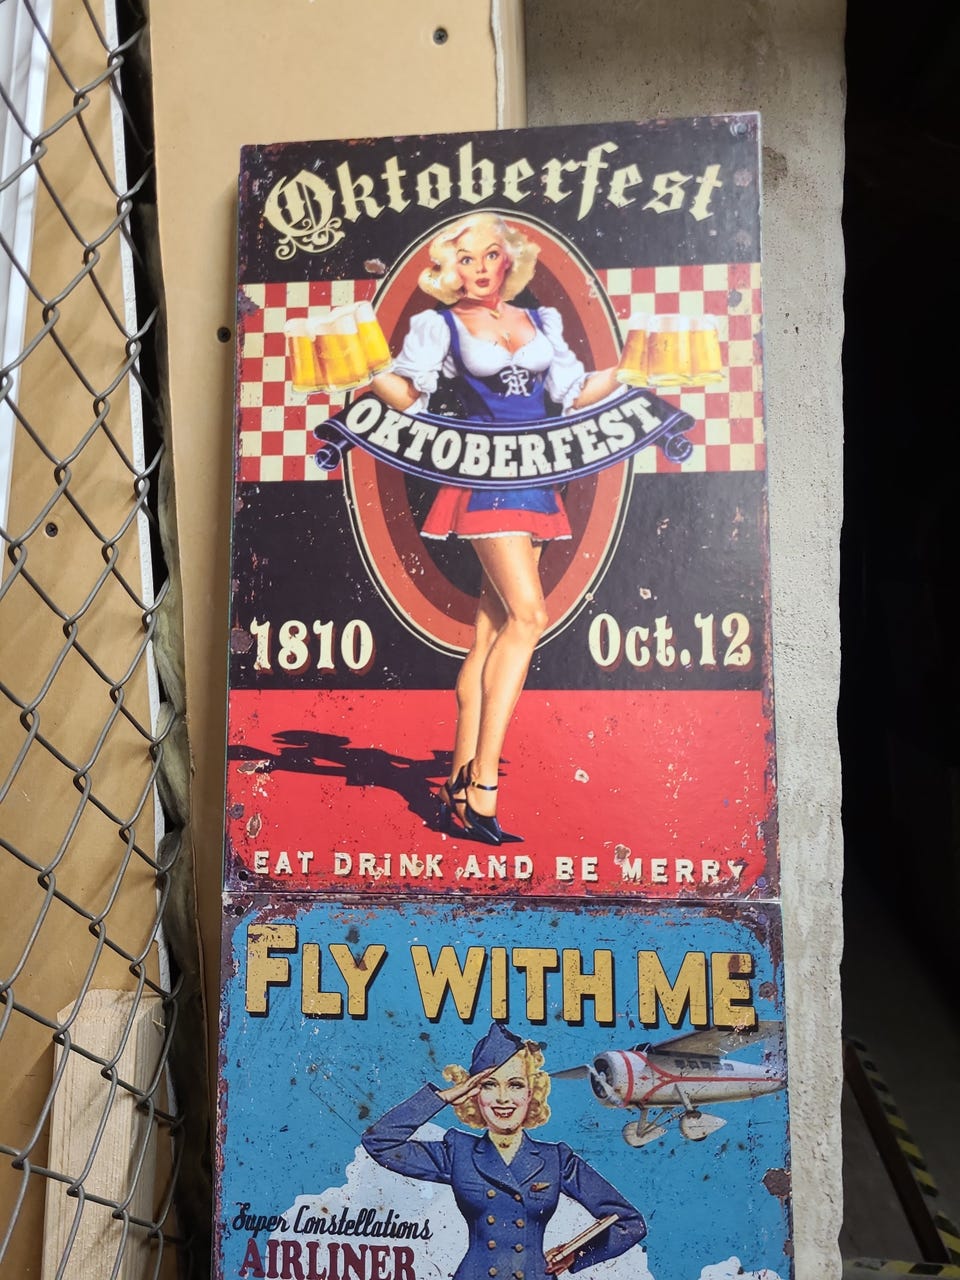 Oktoberfest
OKTOBERFEST
1810 Oct.12
EAT DRINK AND BE MERRY
FLY WITH ME
Super Constellations
AIRLINER